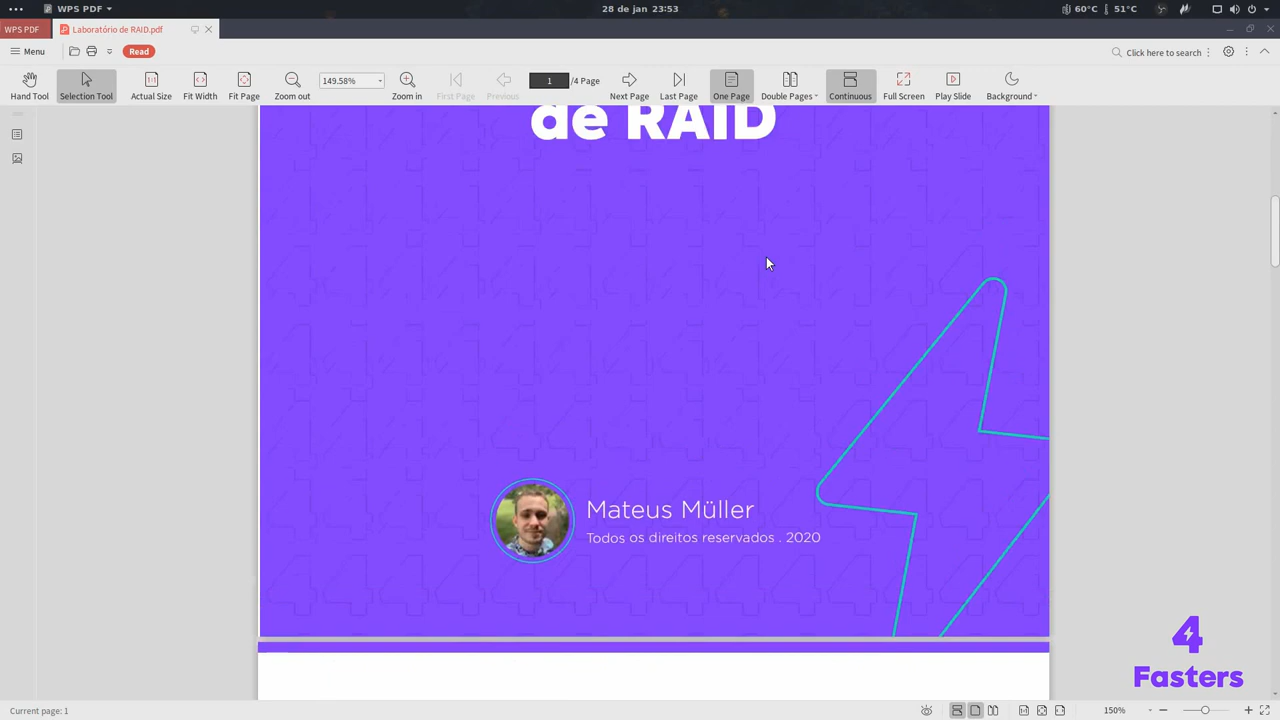 WPS PDF
28 de jan 23:53
60°C
51°C
WPS PDF
Laboratório de RAID.pdf
Menu
Read
Click here to search
Hand Tool
Selection Tool
Actual Size
Fit Width
Fit Page
Zoom out
149.58%
Zoom in
First Page
Previous
1
/4 Page
Next Page
Last Page
One Page
Double Pages
Continuous
Full Screen
Play Slide
Background
de RAID
Mateus Müller
Todos os direitos reservados . 2020
4
Fasters
Current page: 1
150%